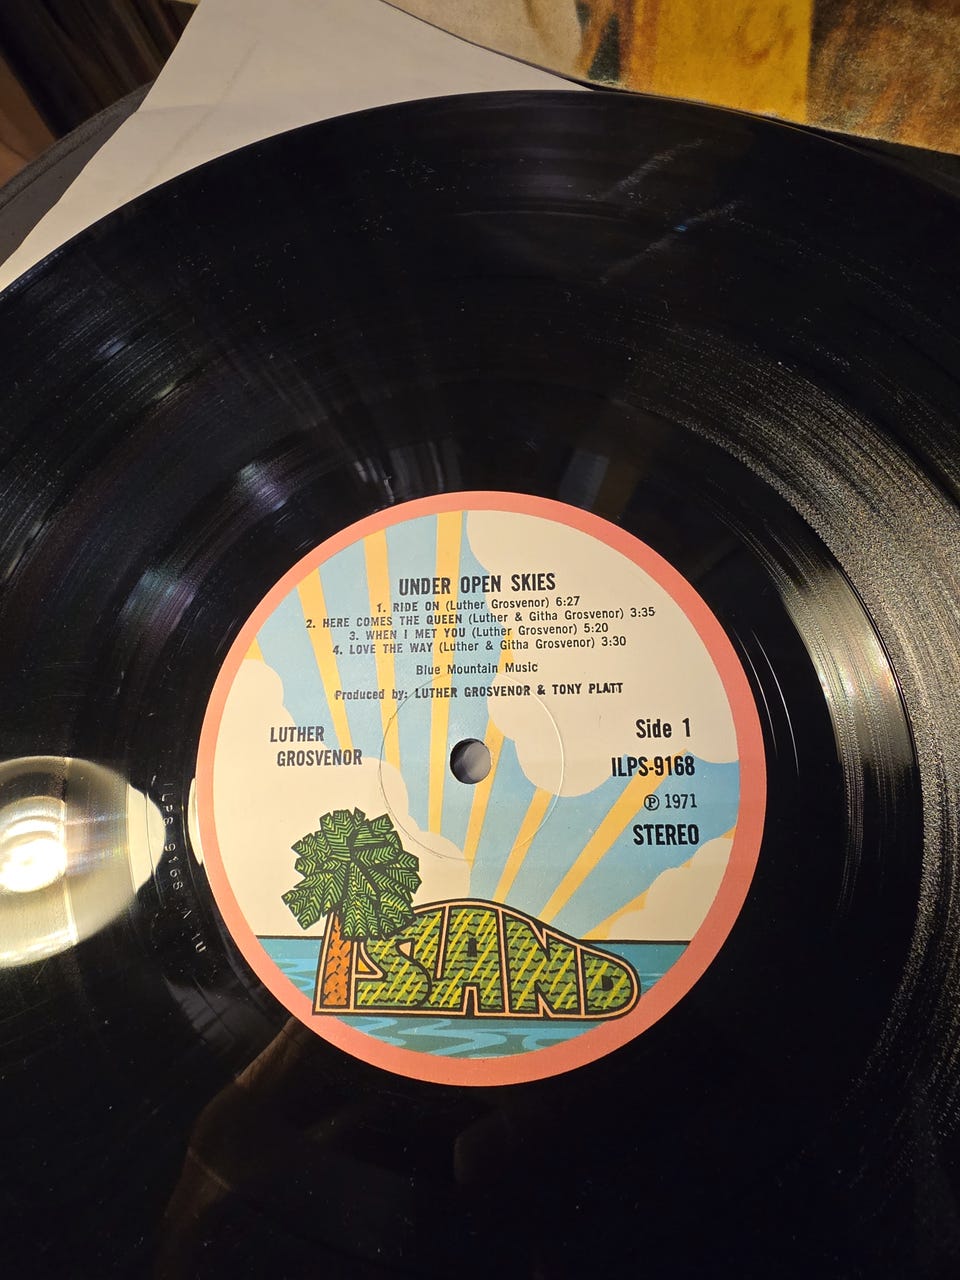 UNDER OPEN SKIES
1. RIDE ON (Luther Grosvenor) 6:27
2. HERE COMES THE QUEEN (Luther & Githa Grosvenor) 3:35
3. WHEN I MET YOU (Luther Grosvenor) 5:20
4. LOVE THE WAY (Luther & Githa Grosvenor) 3:30
Blue Mountain Music
Produced by: LUTHER GROSVENOR & TONY PLATT
LUTHER
GROSVENOR
Side 1
ILPS-9168
Ⓟ 1971
STEREO
ISLAND
ILPS 9168